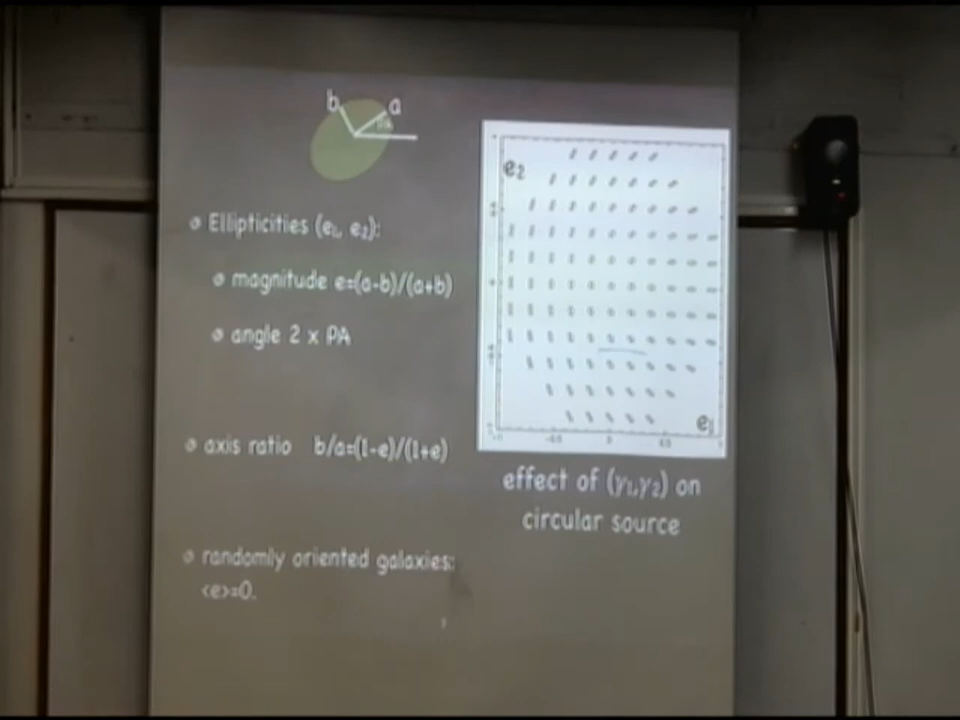 b a
PA
Ellipticities (e1, e2):
magnitude e=(a-b)/(a+b)
angle 2 x PA
axis ratio b/a=(1-e)/(1+e)
randomly oriented galaxies:
<e>=0.
e2
e1
effect of (γ1,γ2) on
circular source